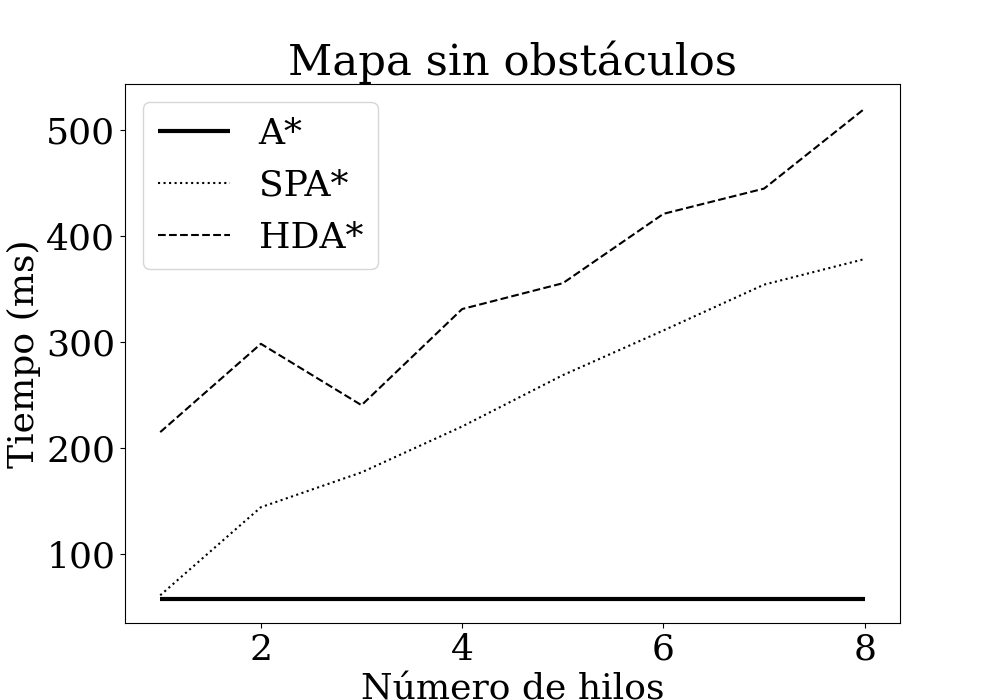 Mapa sin obstáculos
A*
SPA*
HDA*
500
400
300
200
100
Tiempo (ms)
2 4 6 8
Número de hilos